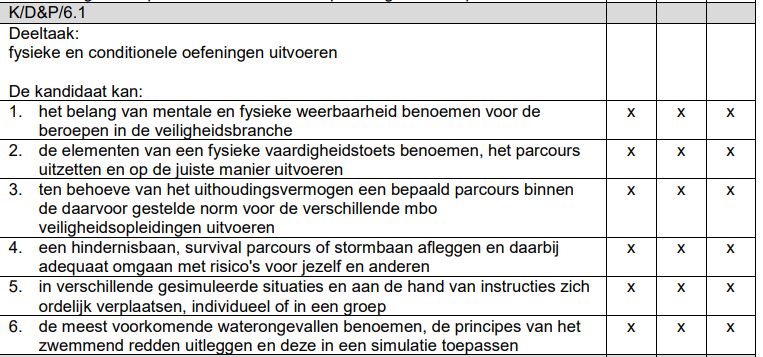 K/D&P/6.1
Deeltaak:
fysieke en conditionele oefeningen uitvoeren
De kandidaat kan:
1. het belang van mentale en fysieke weerbaarheid benoemen voor de
beroepen in de veiligheidsbranche
x x x
2. de elementen van een fysieke vaardigheidstoets benoemen, het parcours
uitzetten en op de juiste manier uitvoeren
x x x
3. ten behoeve van het uithoudingsvermogen een bepaald parcours binnen
de daarvoor gestelde norm voor de verschillende mbo
veiligheidsopleidingen uitvoeren
x x x
4. een hindernisbaan, survival parcours of stormbaan afleggen en daarbij
adequaat omgaan met risico's voor jezelf en anderen
x x x
5. in verschillende gesimuleerde situaties en aan de hand van instructies zich
ordelijk verplaatsen, individueel of in een groep
x x x
6. de meest voorkomende waterongevallen benoemen, de principes van het
zwemmend redden uitleggen en deze in een simulatie toepassen
x x x